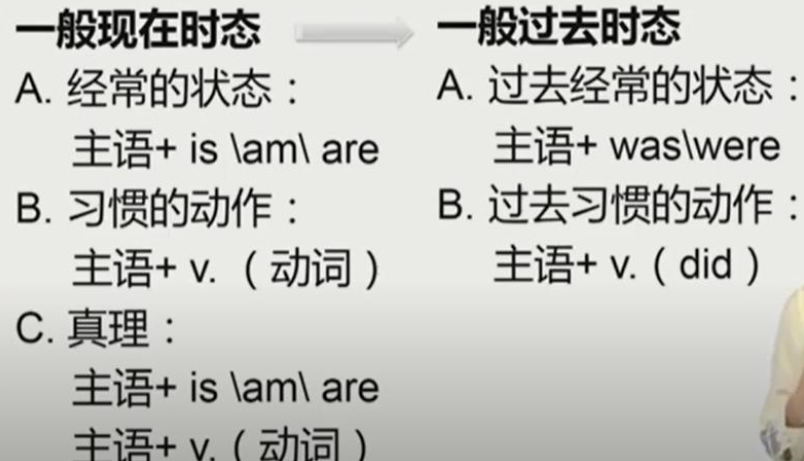 一般现在时态
A. 经常的状态：
主语+ is \am\ are
B. 习惯的动作：
主语+ v. （动词）
C. 真理：
主语+ is \am\ are
主语+ v.（动词）
一般过去时态
A. 过去经常的状态：
主语+ was\were
B. 过去习惯的动作：
主语+ v.（did）